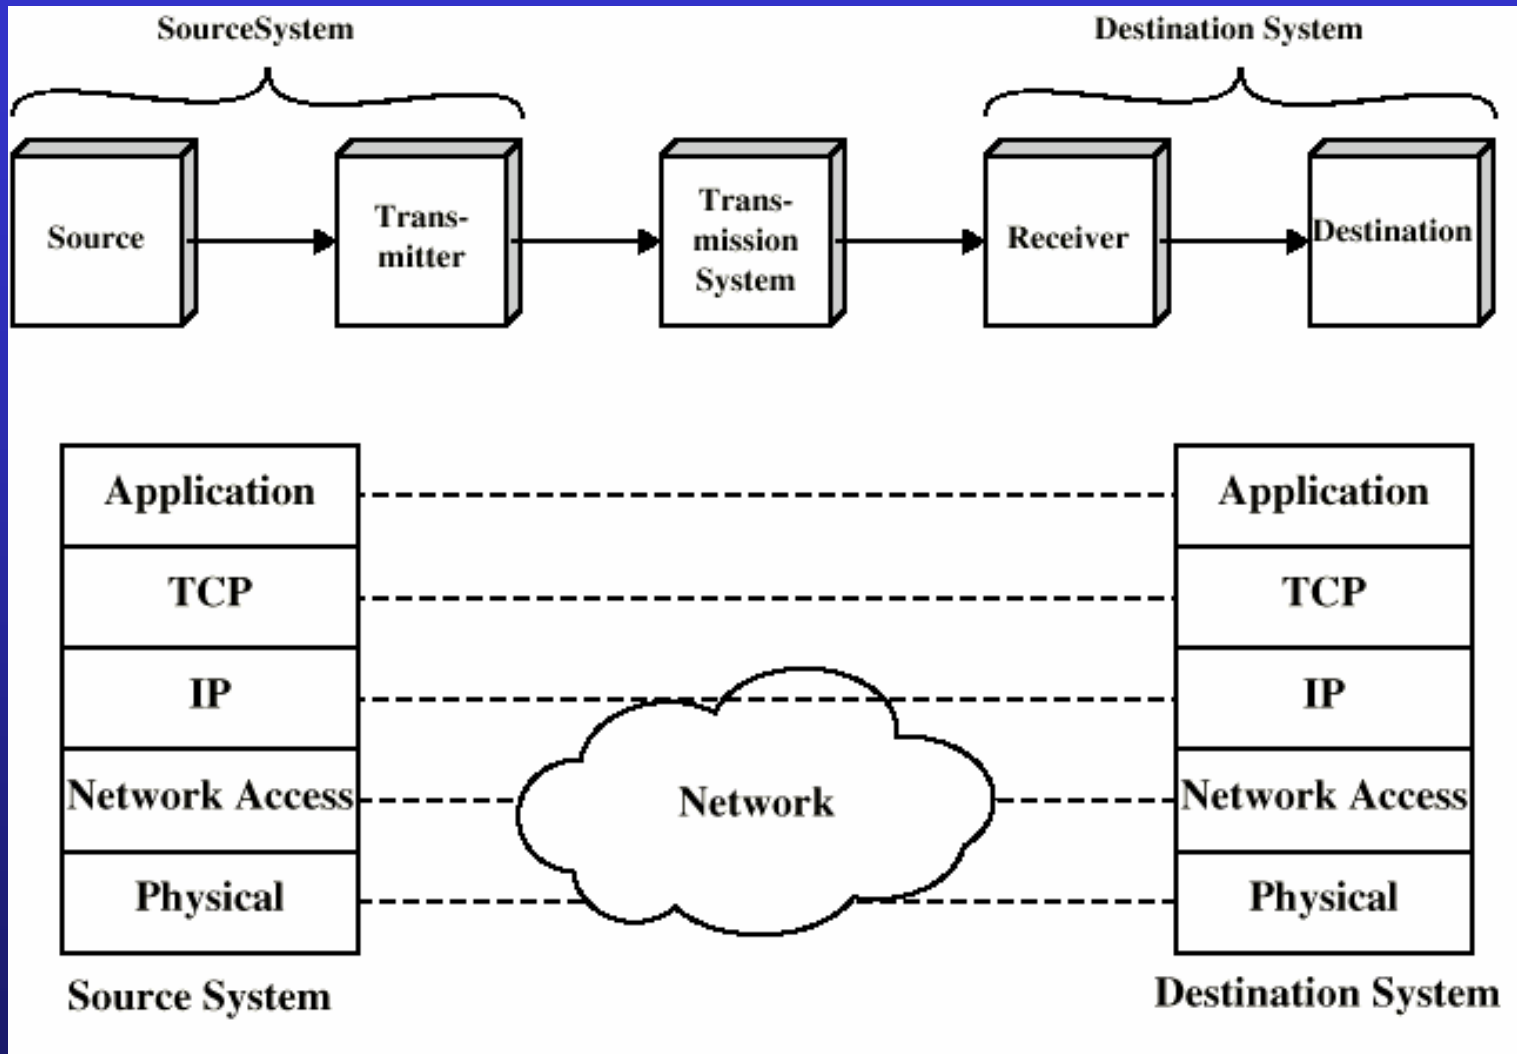 SourceSystem
Destination System
Source
Trans-
mitter
Trans-
mission
System
Receiver
Destination
Application
TCP
IP
Network Access
Physical
Source System
Network
Application
TCP
IP
Network Access
Physical
Destination System